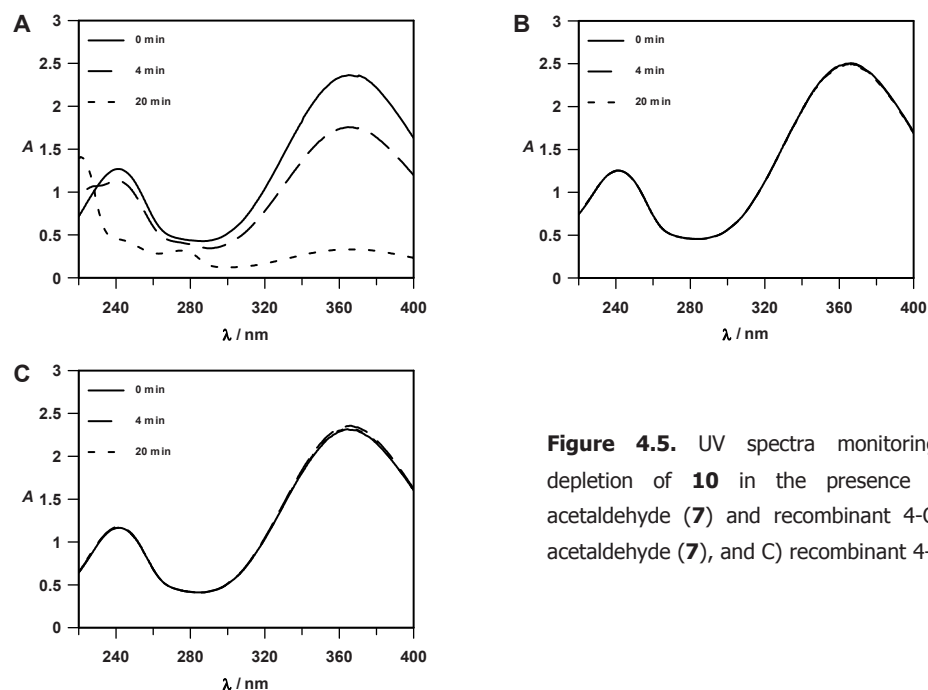 A
3
2.5
2
A 1.5
1
0.5
0
0 min
4 min
20 min
240 280 320 360 400
λ / nm
B
3
2.5
2
A 1.5
1
0.5
0
0 min
4 min
20 min
240 280 320 360 400
λ / nm
C
3
2.5
2
A 1.5
1
0.5
0
0 min
4 min
20 min
240 280 320 360 400
λ / nm
Figure 4.5. UV spectra monitoring
depletion of 10 in the presence
acetaldehyde (7) and recombinant
acetaldehyde (7), and C) recombinant